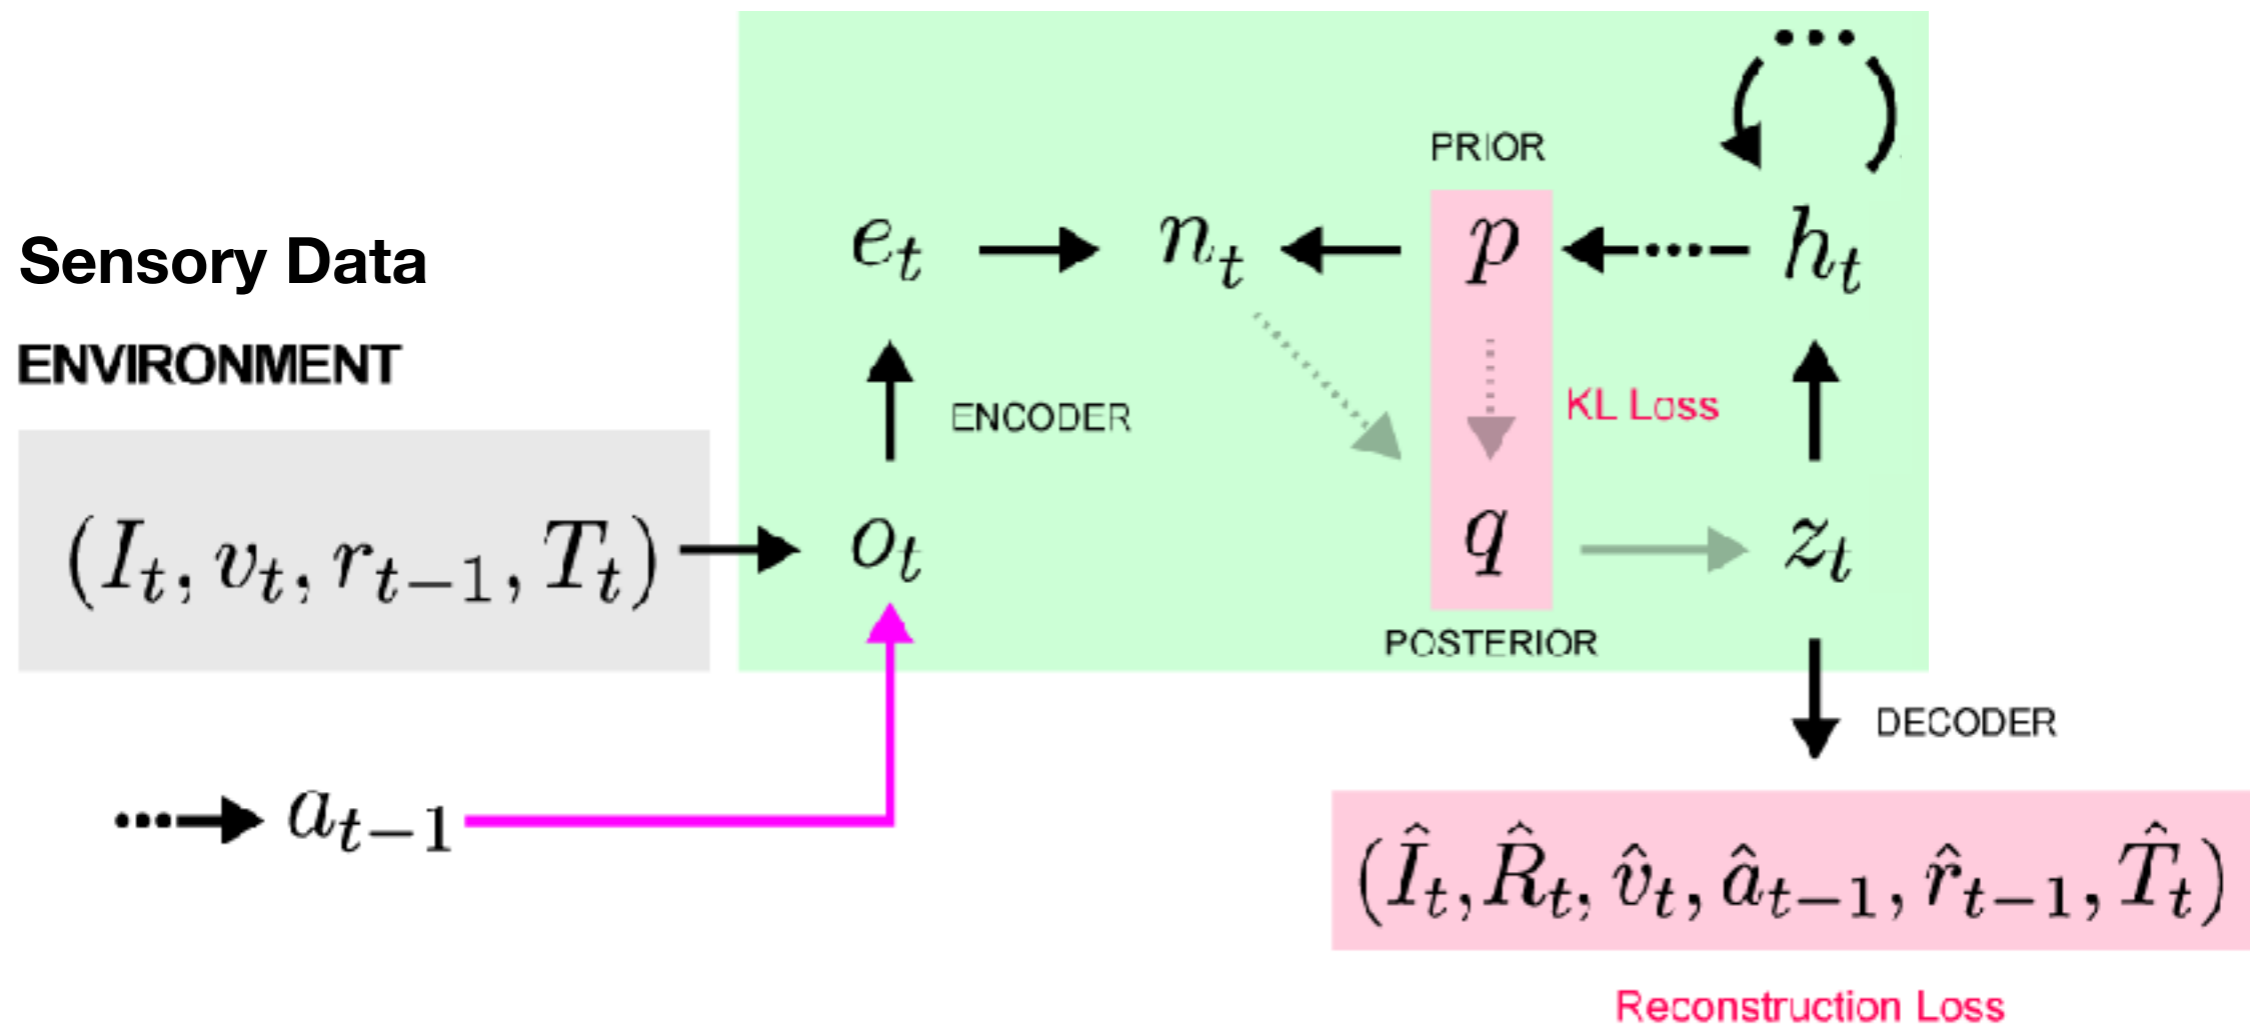 PRIOR
Sensory Data
e_t n_t p h_t
ENVIRONMENT
ENCODER
KL Loss
(I_t, v_t, r_{t-1}, T_t) o_t q z_t
POSTERIOR
DECODER
a_{t-1}
(Î_t, R̂_t, v̂_t, â_{t-1}, r̂_{t-1}, T̂_t)
Reconstruction Loss